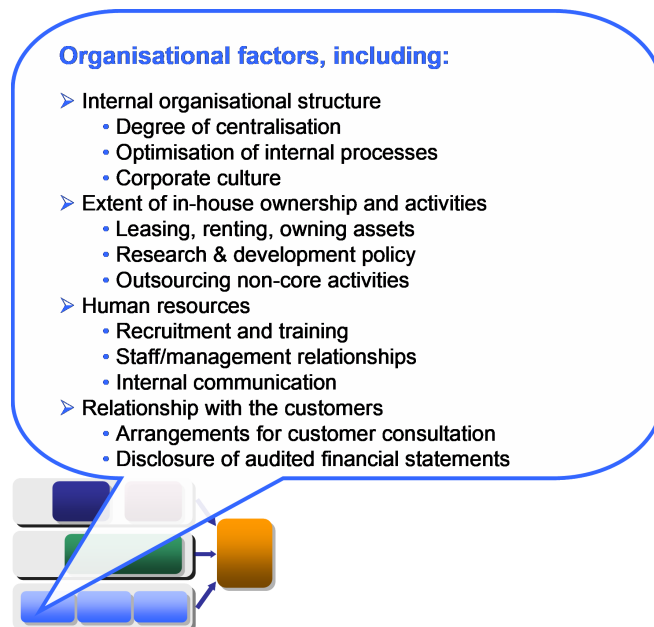 Organisational factors, including:
➢ Internal organisational structure
• Degree of centralisation
• Optimisation of internal processes
• Corporate culture
➢ Extent of in-house ownership and activities
• Leasing, renting, owning assets
• Research & development policy
• Outsourcing non-core activities
➢ Human resources
• Recruitment and training
• Staff/management relationships
• Internal communication
➢ Relationship with the customers
• Arrangements for customer consultation
• Disclosure of audited financial statements